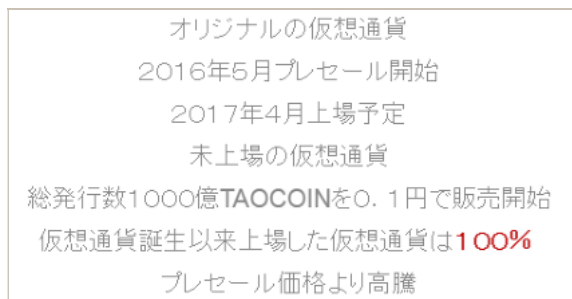 オリジナルの仮想通貨
２０１６年５月プレセール開始
２０１７年４月上場予定
未上場の仮想通貨
総発行数１０００億TAOCOINを０．１円で販売開始
仮想通貨誕生以来上場した仮想通貨は１００％
プレセール価格より高騰